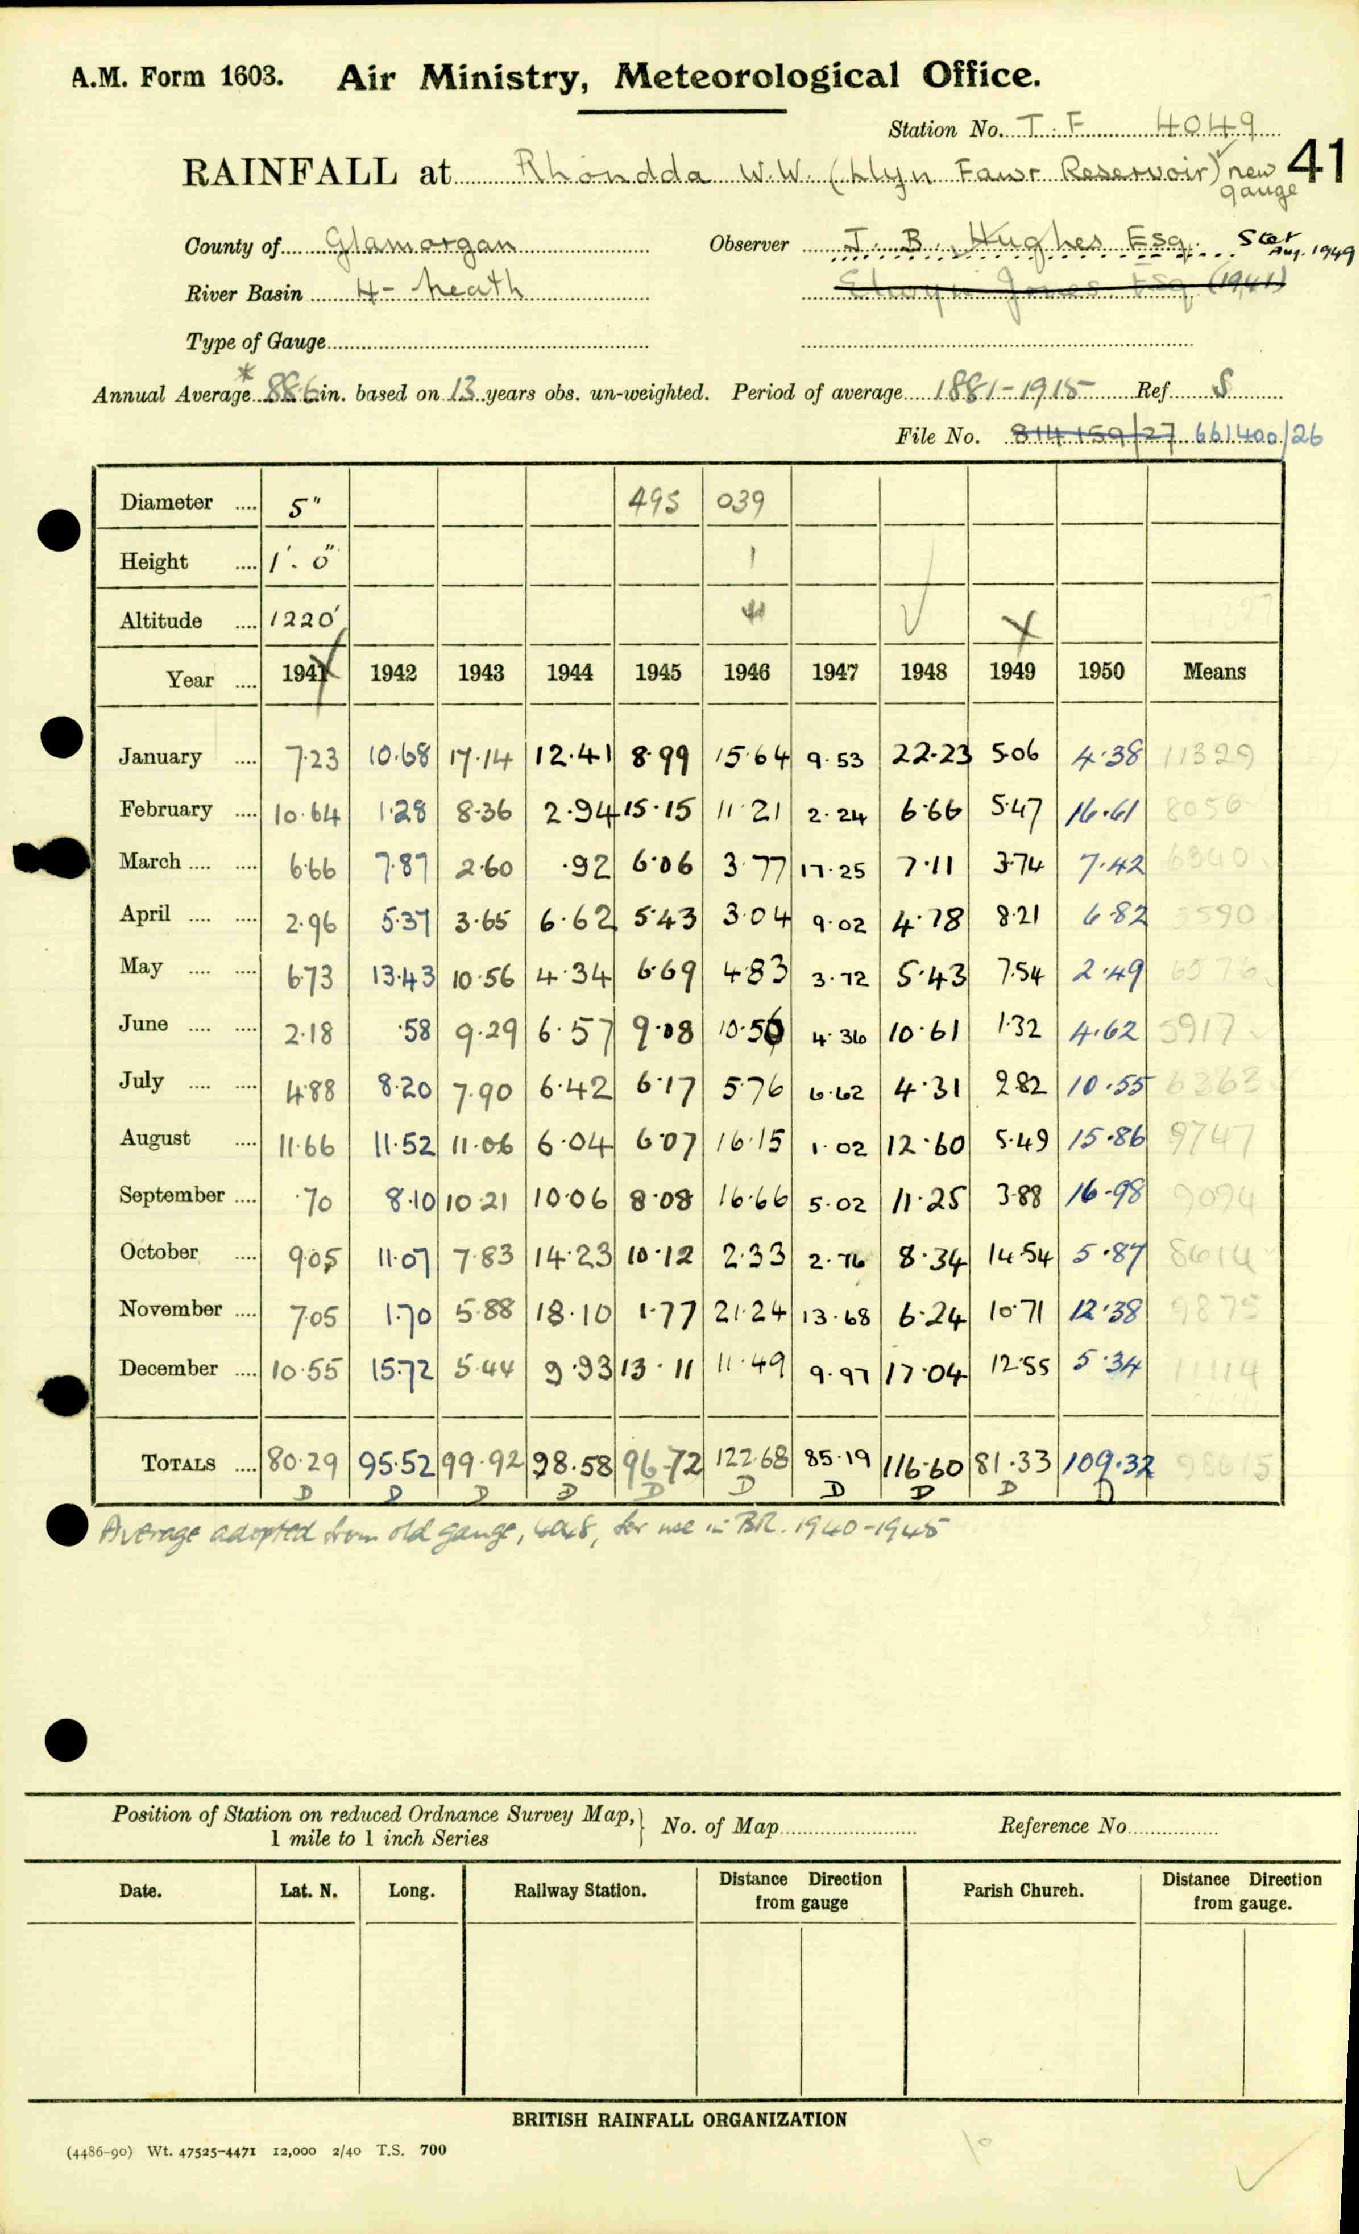 A.M. Form 1603. Air Ministry, Meteorological Office.
Station No. T.F. 4049
RAINFALL at Rhondda W.W. (Llyn Fawr Reservoir) new gauge 41
County of Glamorgan Observer J. B. Hughes Esq. Aug. 1949
River Basin 4- Neath Jones Esq (1941)
Type of Gauge
Annual Average * 88.6 in. based on 13 years obs. un-weighted. Period of average 1881-1915 Ref S
File No. 814 159/27 661400/26
Diameter .... 5" 495 039
Height .... 1'. 0" 1
Altitude .... 1220' X
Year .... 1941 1942 1943 1944 1945 1946 1947 1948 1949 1950 Means
January .... 7.23 10.68 17.14 12.41 8.99 15.64 9.53 22.23 5.06 4.38 11329
February .... 10.64 1.28 8.36 2.94 15.15 11.21 2.24 6.66 5.47 16.61 8056
March .... .... 6.66 7.87 2.60 .92 6.06 3.77 17.25 7.11 3.74 7.42 6340
April .... .... 2.96 5.37 3.65 6.62 5.43 3.04 9.02 4.78 8.21 6.82 5590
May .... .... 6.73 13.43 10.56 4.34 6.69 4.83 3.72 5.43 7.54 2.49 6576
June .... .... 2.18 .58 9.29 6.57 9.08 10.56 4.36 10.61 1.32 4.62 5917
July .... .... 4.88 8.20 7.90 6.42 6.17 5.76 6.62 4.31 2.82 10.55 6363
August .... 11.66 11.52 11.06 6.04 6.07 16.15 1.02 12.60 5.49 15.86 9747
September .... .70 8.10 10.21 10.06 8.08 16.66 5.02 11.25 3.88 16.98 9094
October .... 9.05 11.07 7.83 14.23 10.12 2.33 2.76 8.34 14.54 5.87 8614
November .... 7.05 1.70 5.88 18.10 1.77 21.24 13.68 6.24 10.71 12.38 9875
December .... 10.55 15.72 5.44 9.93 13.11 11.49 9.97 17.04 12.55 5.34 11114
TOTALS .... 80.29 95.52 99.92 98.58 96.72 122.68 85.19 116.60 81.33 109.32 98615
D D D D D D D D D D
Average adopted from old gauge, 4048, for use in BR. 1940-1945
Position of Station on reduced Ordnance Survey Map, 1 mile to 1 inch Series } No. of Map Reference No.
Date. Lat. N. Long. Railway Station. Distance Direction from gauge Parish Church. Distance Direction from gauge.
BRITISH RAINFALL ORGANIZATION
(4486-90) Wt. 47525-4471 12,000 2/40 T.S. 700
10